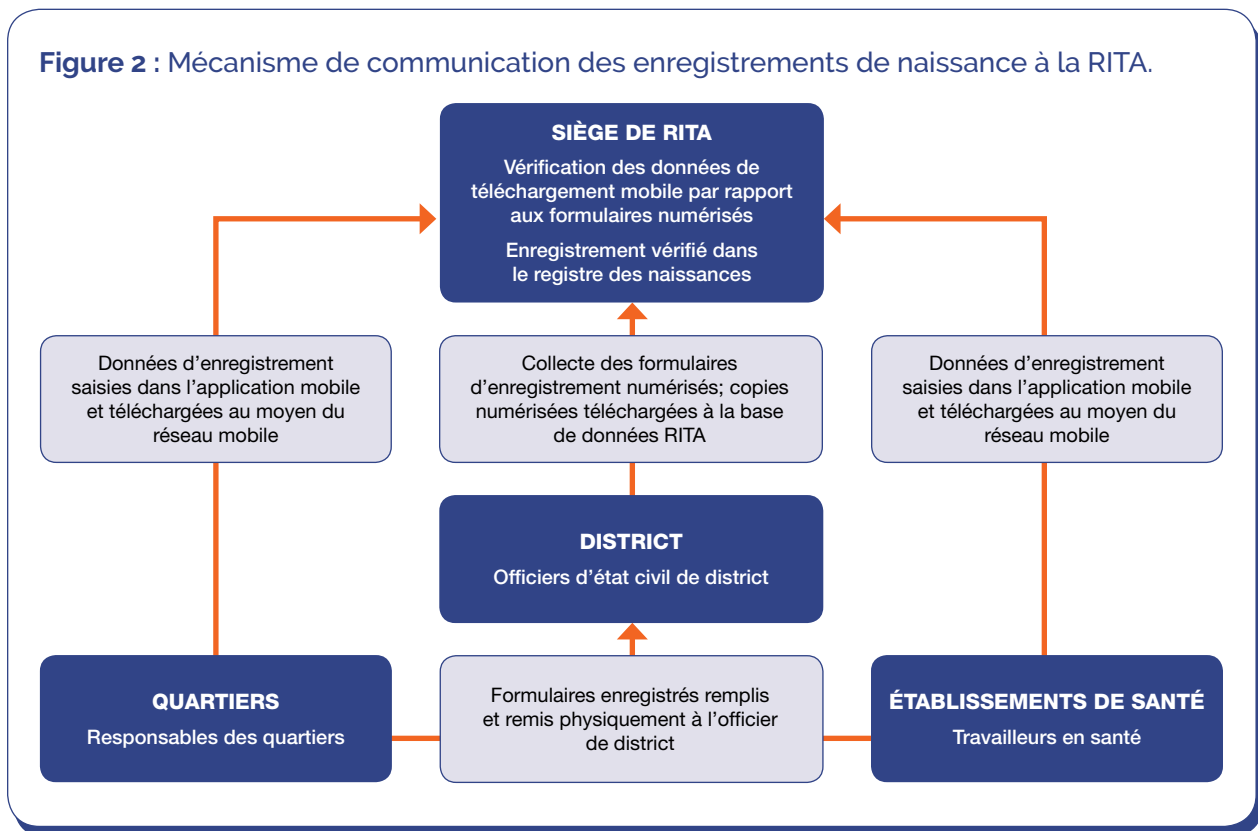 Figure 2 : Mécanisme de communication des enregistrements de naissance à la RITA.
SIÈGE DE RITA
Vérification des données de
téléchargement mobile par rapport
aux formulaires numérisés
Enregistrement vérifié dans
le registre des naissances
Données d’enregistrement
saisies dans l’application mobile
et téléchargées au moyen du
réseau mobile
Collecte des formulaires
d’enregistrement numérisés; copies
numérisées téléchargées à la base
de données RITA
Données d’enregistrement
saisies dans l’application mobile
et téléchargées au moyen du
réseau mobile
DISTRICT
Officiers d’état civil de district
QUARTIERS
Responsables des quartiers
Formulaires enregistrés remplis
et remis physiquement à l’officier
de district
ÉTABLISSEMENTS DE SANTÉ
Travailleurs en santé